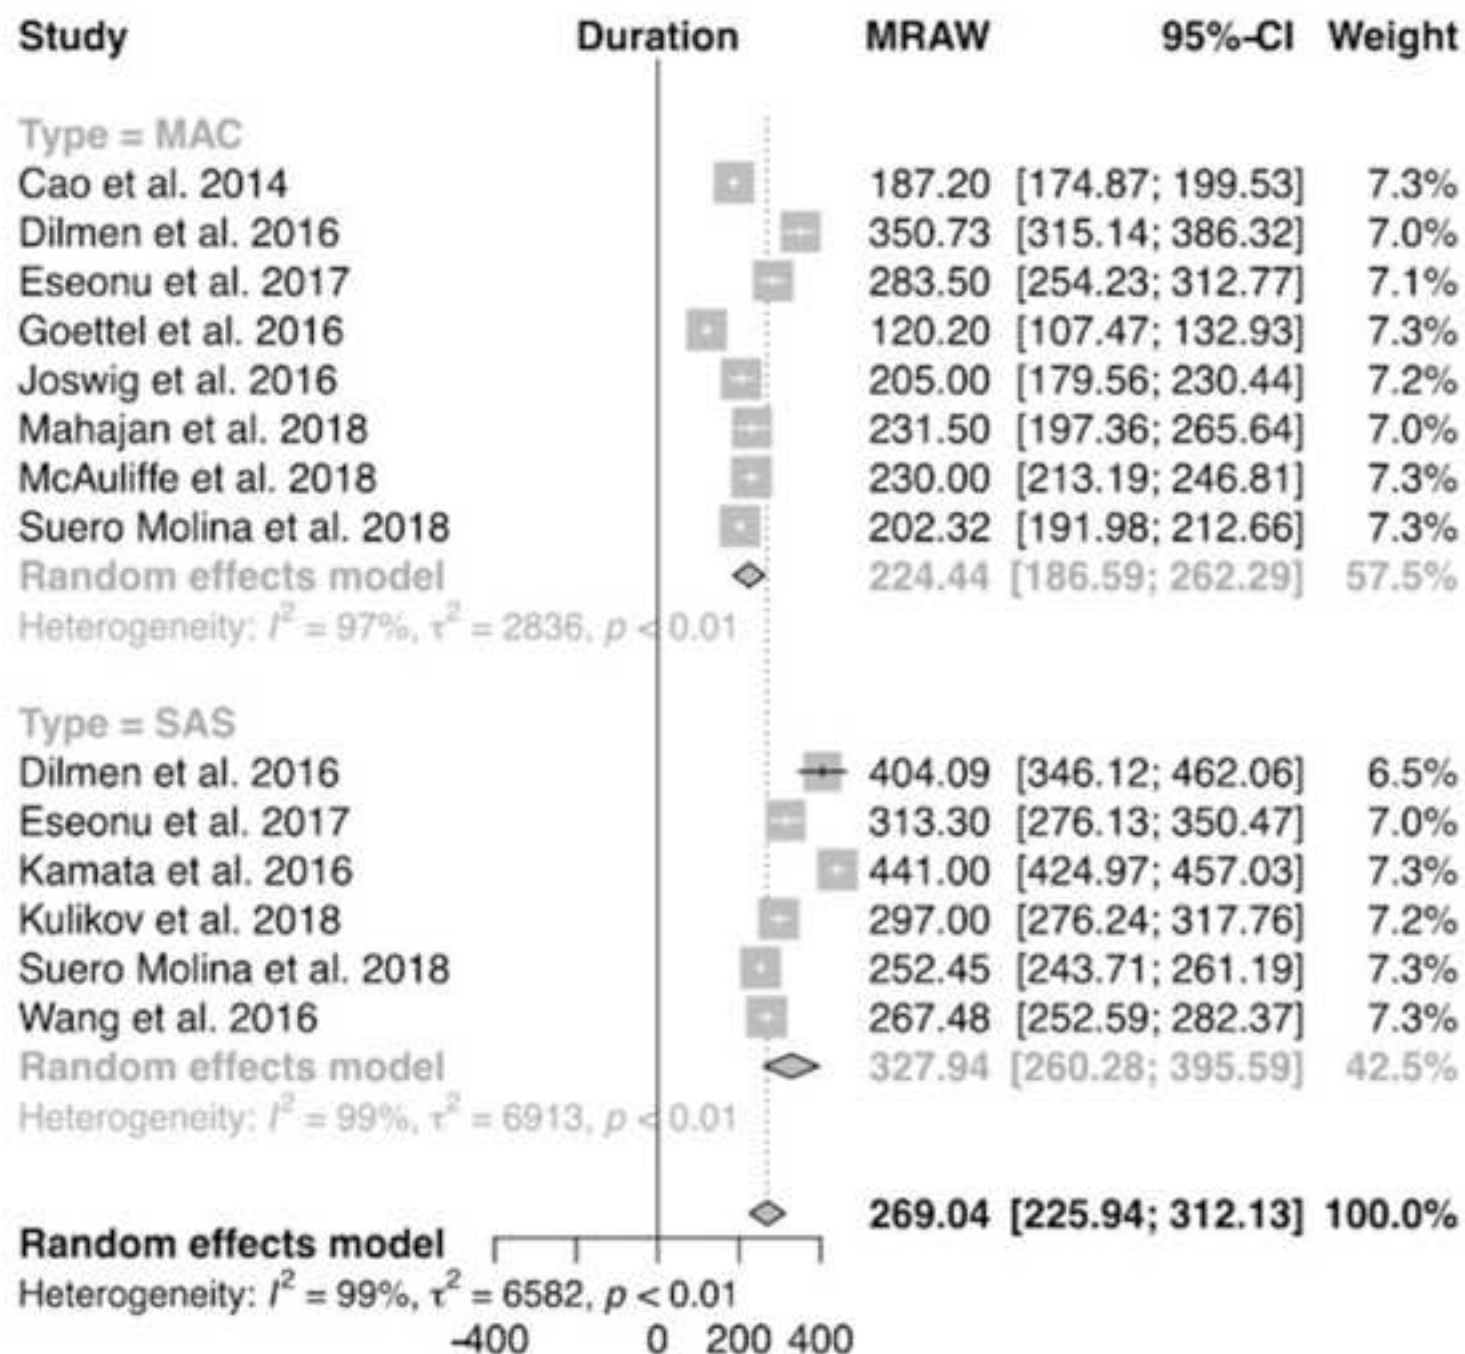 Study Duration MRAW 95%-CI Weight
Type = MAC
Cao et al. 2014 187.20 [174.87; 199.53] 7.3%
Dilmen et al. 2016 350.73 [315.14; 386.32] 7.0%
Eseonu et al. 2017 283.50 [254.23; 312.77] 7.1%
Goettel et al. 2016 120.20 [107.47; 132.93] 7.3%
Joswig et al. 2016 205.00 [179.56; 230.44] 7.2%
Mahajan et al. 2018 231.50 [197.36; 265.64] 7.0%
McAuliffe et al. 2018 230.00 [213.19; 246.81] 7.3%
Suero Molina et al. 2018 202.32 [191.98; 212.66] 7.3%
Random effects model 224.44 [186.59; 262.29] 57.5%
Heterogeneity: I² = 97%, τ² = 2836, p < 0.01
Type = SAS
Dilmen et al. 2016 404.09 [346.12; 462.06] 6.5%
Eseonu et al. 2017 313.30 [276.13; 350.47] 7.0%
Kamata et al. 2016 441.00 [424.97; 457.03] 7.3%
Kulikov et al. 2018 297.00 [276.24; 317.76] 7.2%
Suero Molina et al. 2018 252.45 [243.71; 261.19] 7.3%
Wang et al. 2016 267.48 [252.59; 282.37] 7.3%
Random effects model 327.94 [260.28; 395.59] 42.5%
Heterogeneity: I² = 99%, τ² = 6913, p < 0.01
269.04 [225.94; 312.13] 100.0%
Random effects model
Heterogeneity: I² = 99%, τ² = 6582, p < 0.01
-400 0 200 400